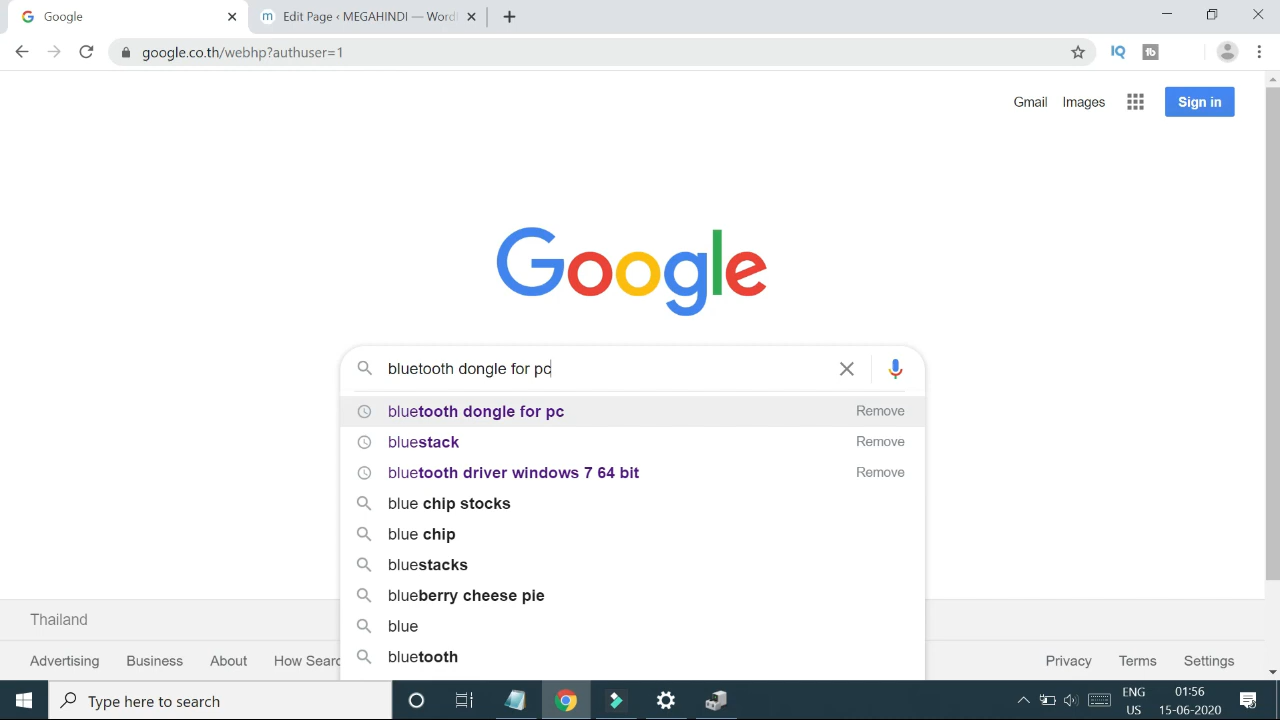 Google
Edit Page ‹ MEGAHINDI — Word
google.co.th/webhp?authuser=1
Gmail Images Sign in
Google
bluetooth dongle for pc
bluetooth dongle for pc Remove
bluestack Remove
bluetooth driver windows 7 64 bit Remove
blue chip stocks
blue chip
bluestacks
blueberry cheese pie
blue
bluetooth
Thailand
Advertising Business About How Searc Privacy Terms Settings
Type here to search
ENG 01:56
US 15-06-2020